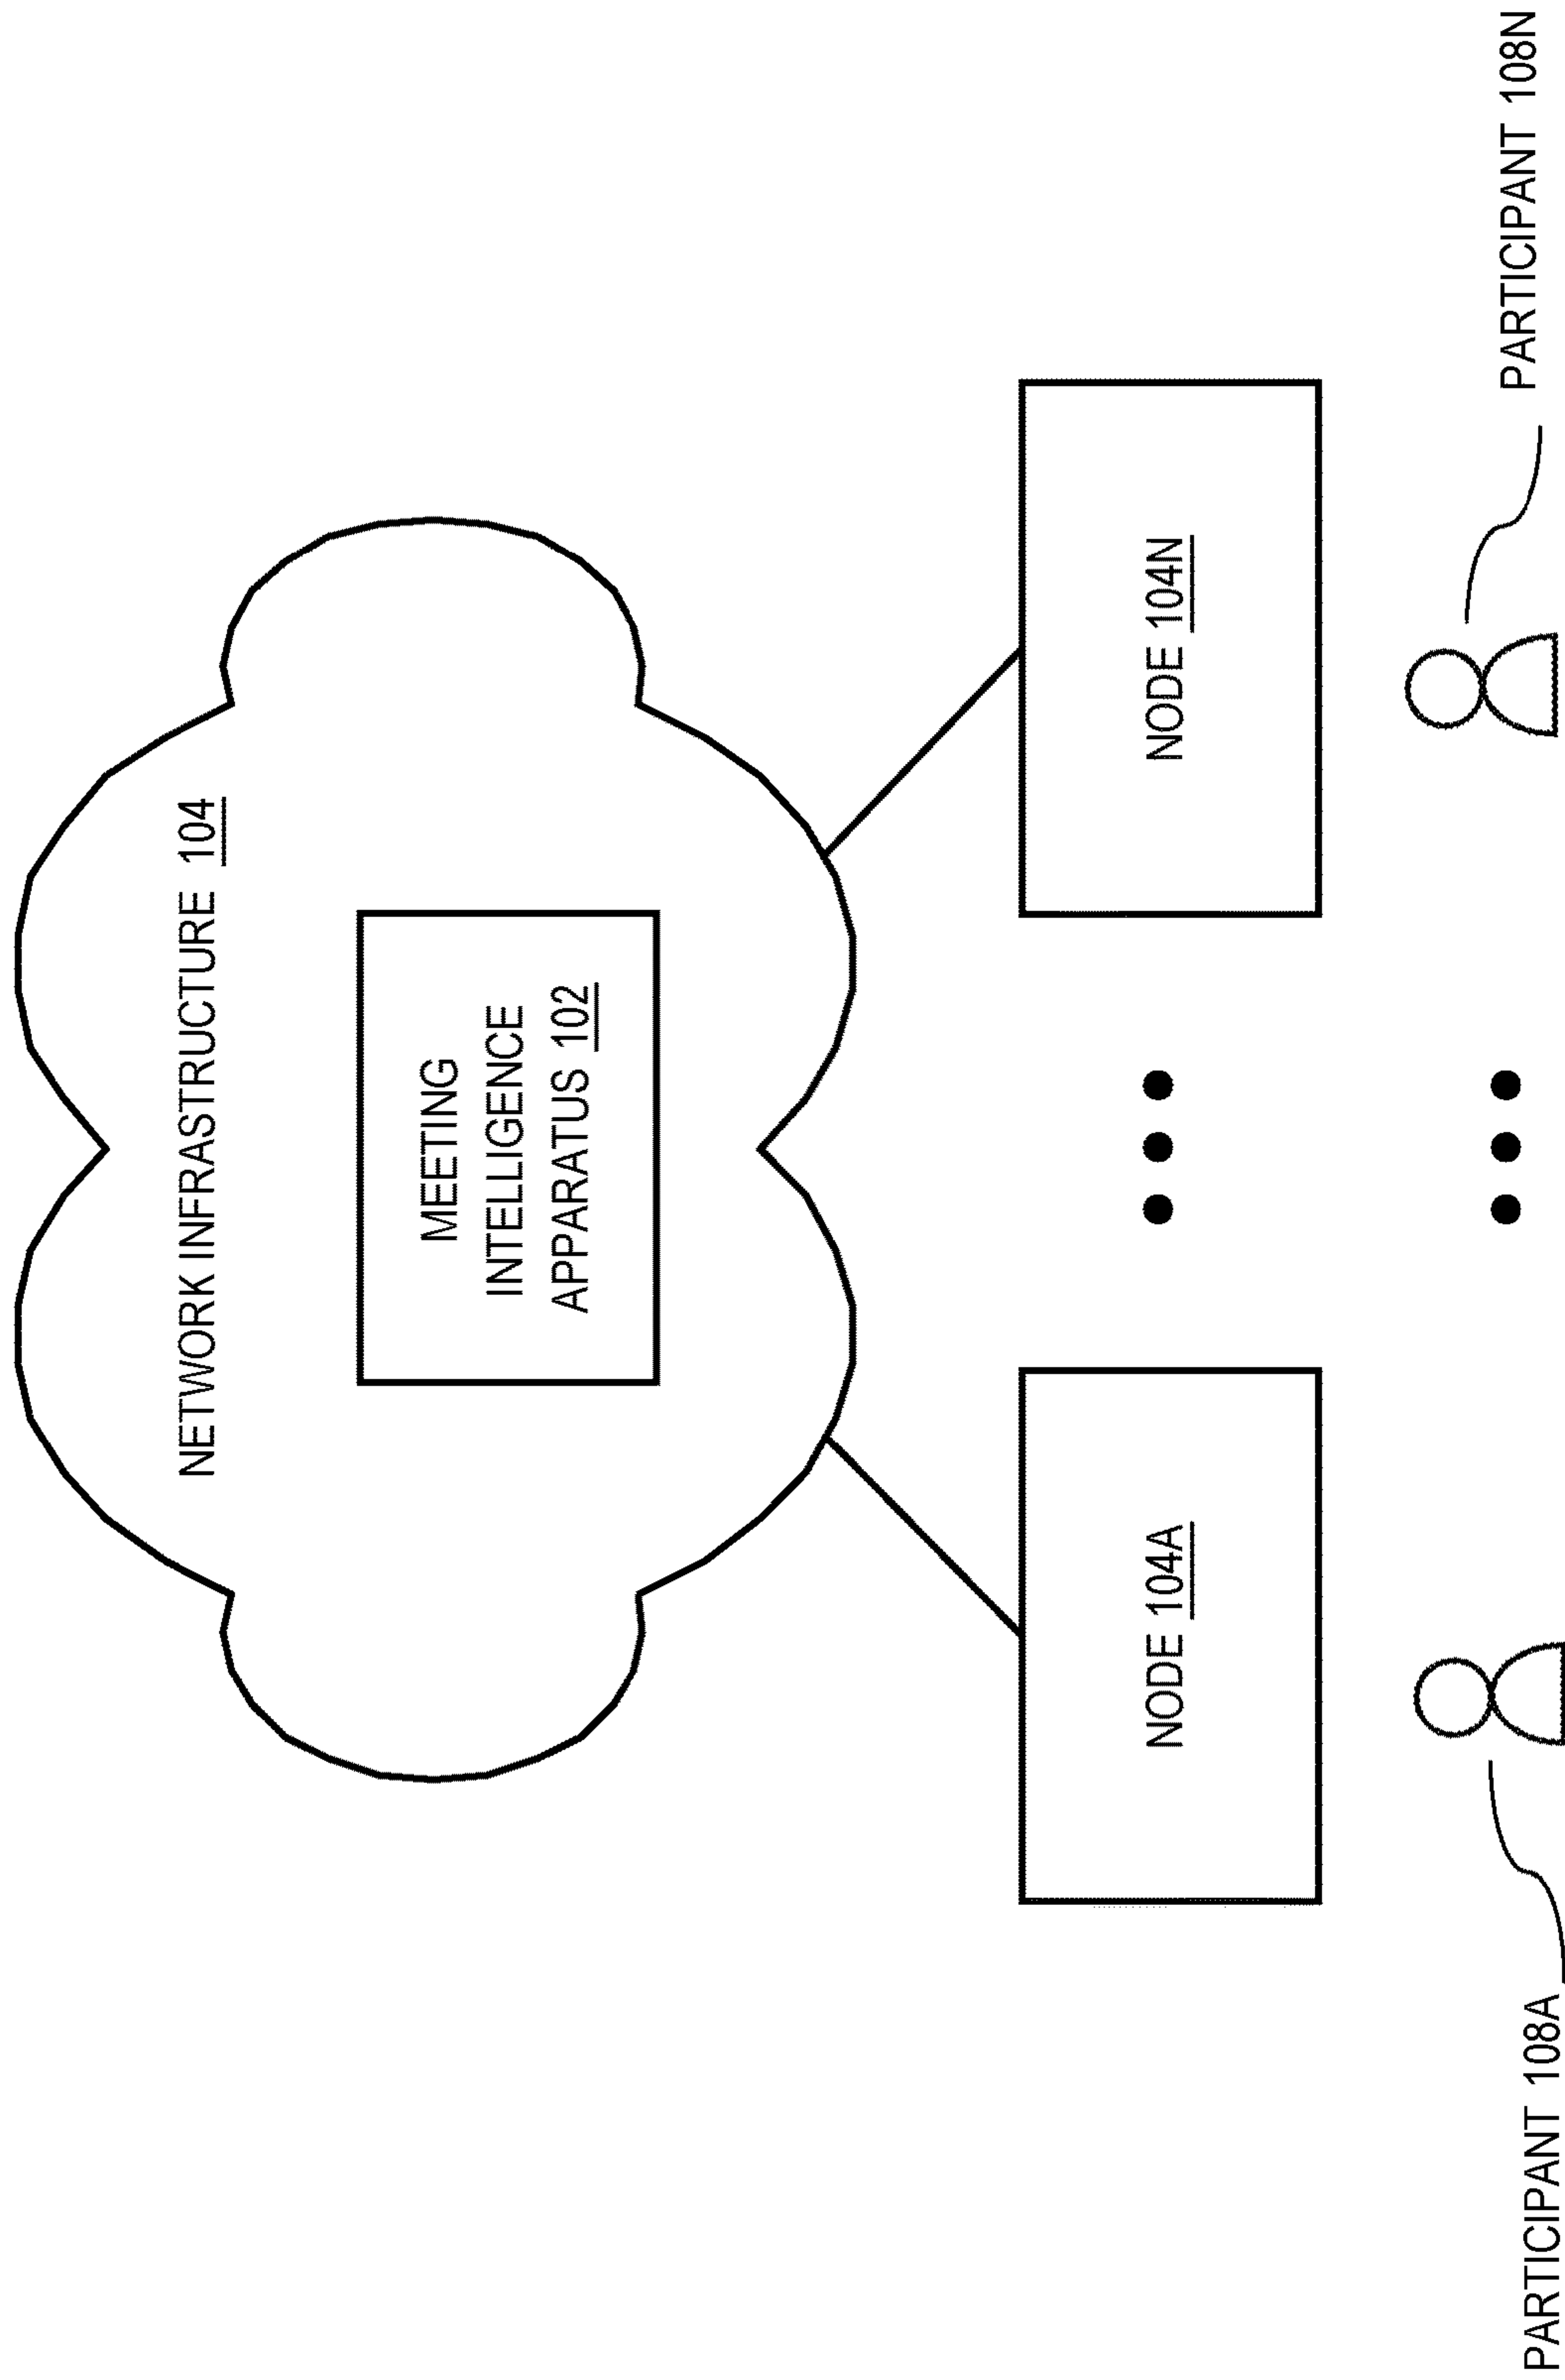 NETWORK INFRASTRUCTURE 104
MEETING
INTELLIGENCE
APPARATUS 102
NODE 104A
NODE 104N
PARTICIPANT 108A
PARTICIPANT 108N